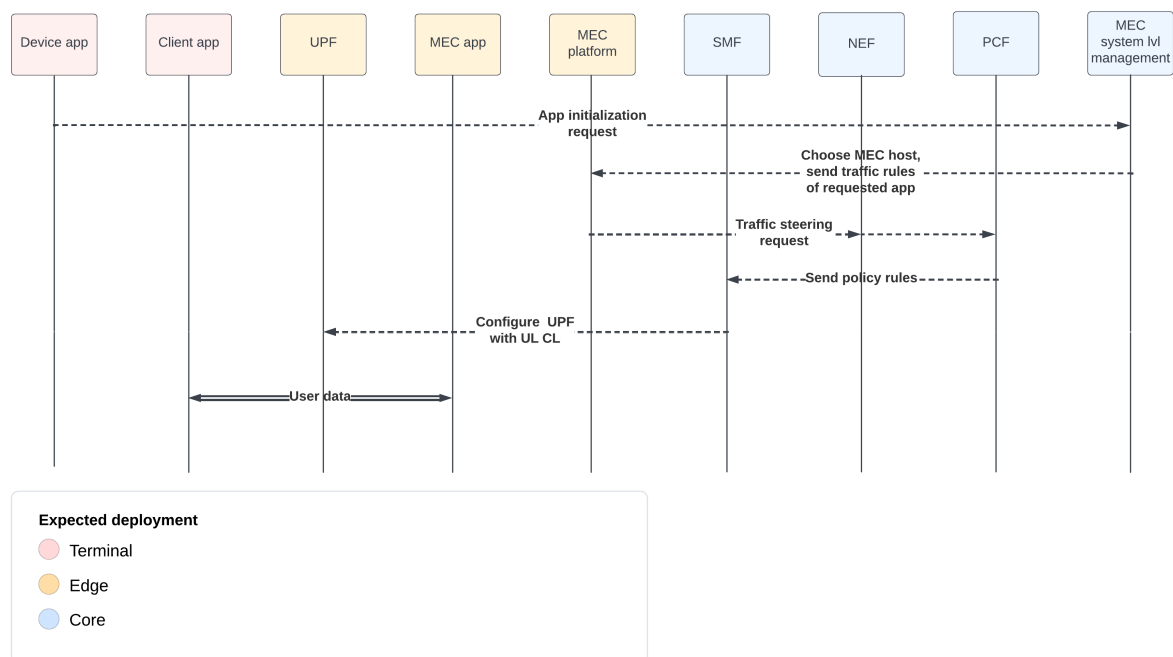 Device app
Client app
UPF
MEC app
MEC
platform
SMF
NEF
PCF
MEC
system lvl
management
App initialization
request
Choose MEC host,
send traffic rules
of requested app
Traffic steering
request
Send policy rules
Configure  UPF
with UL CL
User data
Expected deployment
Terminal
Edge
Core